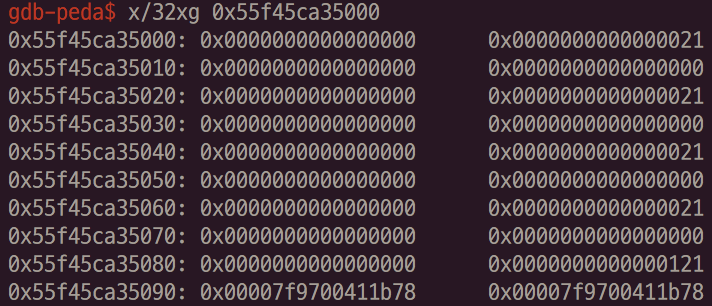 gdb-peda$ x/32xg 0x55f45ca35000
0x55f45ca35000: 0x0000000000000000 0x0000000000000021
0x55f45ca35010: 0x0000000000000000 0x0000000000000000
0x55f45ca35020: 0x0000000000000000 0x0000000000000021
0x55f45ca35030: 0x0000000000000000 0x0000000000000000
0x55f45ca35040: 0x0000000000000000 0x0000000000000021
0x55f45ca35050: 0x0000000000000000 0x0000000000000000
0x55f45ca35060: 0x0000000000000000 0x0000000000000021
0x55f45ca35070: 0x0000000000000000 0x0000000000000000
0x55f45ca35080: 0x0000000000000000 0x0000000000000121
0x55f45ca35090: 0x00007f9700411b78 0x00007f9700411b78